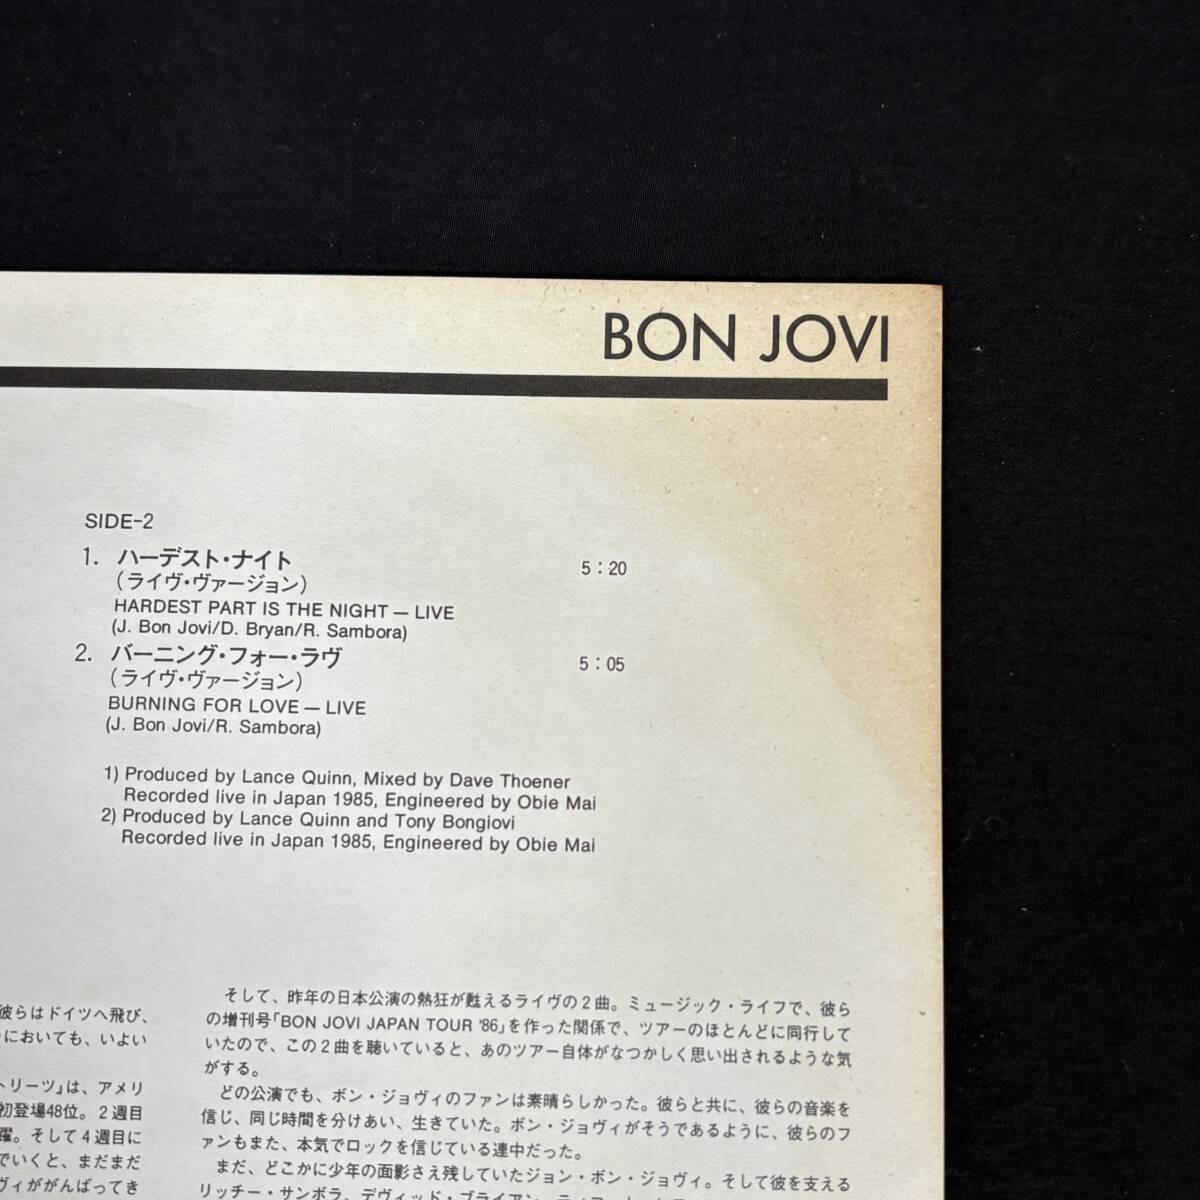 BON JOVI
SIDE-2
1. ハーデスト・ナイト 5:20
(ライヴ・ヴァージョン)
HARDEST PART IS THE NIGHT — LIVE
(J. Bon Jovi/D. Bryan/R. Sambora)
2. バーニング・フォー・ラヴ 5:05
(ライヴ・ヴァージョン)
BURNING FOR LOVE — LIVE
(J. Bon Jovi/R. Sambora)
1) Produced by Lance Quinn, Mixed by Dave Thoener
Recorded live in Japan 1985, Engineered by Obie Mai
2) Produced by Lance Quinn and Tony Bongiovi
Recorded live in Japan 1985, Engineered by Obie Mai
彼らはドイツへ飛び、
においても、いよい
トリーツ」は、アメリ
初登場48位。2週目
躍。そして4週目に
でいくと、まだまだ
ヴィががんばってき
そして、昨年の日本公演の熱狂が甦えるライヴの2曲。ミュージック・ライフで、彼ら
の増刊号「BON JOVI JAPAN TOUR '86」を作った関係で、ツアーのほとんどに同行して
いたので、この2曲を聴いていると、あのツアー自体がなつかしく思い出されるような気
がする。
どの公演でも、ボン・ジョヴィのファンは素晴らしかった。彼らと共に、彼らの音楽を
信じ、同じ時間を分けあい、生きていた。ボン・ジョヴィがそうであるように、彼らのフ
ァンもまた、本気でロックを信じている連中だった。
まだ、どこかに少年の面影さえ残していたジョン・ボン・ジョヴィ。そして彼を支える
リッチー・サンボラ、デヴィッド・ブライアン、